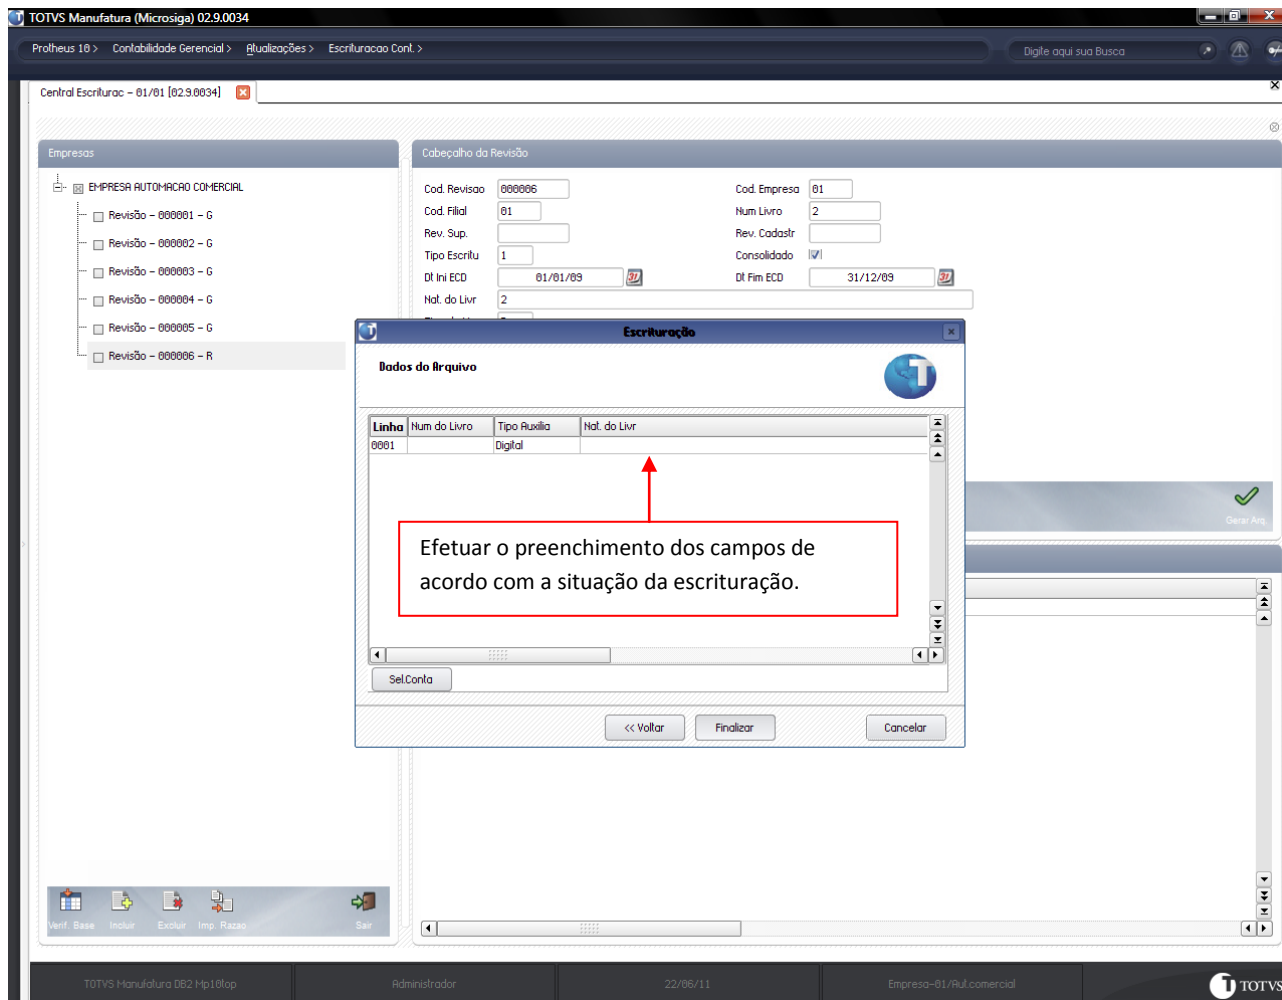 TOTVS Manufatura (Microsiga) 02.9.0034
Protheus 10 > Contabilidade Gerencial > Atualizações > Escrituracao Cont. >
Digite aqui sua Busca
Central Escriturac - 01/01 [02.9.0034]
Empresas
EMPRESA AUTOMACAO COMERCIAL
Revisão - 000001 - G
Revisão - 000002 - G
Revisão - 000003 - G
Revisão - 000004 - G
Revisão - 000005 - G
Revisão - 000006 - R
Cabeçalho da Revisão
Cod. Revisao 000006 Cod. Empresa 01
Cod. Filial 01 Num Livro 2
Rev. Sup. Rev. Cadastr
Tipo Escritu 1 Consolidado
Dt Ini ECD 01/01/09 31 Dt Fim ECD 31/12/09 31
Nat. do Livr 2
Escrituração
Dados do Arquivo
Linha Num do Livro Tipo Auxilia Nat. do Livr
0001 Digital
Efetuar o preenchimento dos campos de
acordo com a situação da escrituração.
Sel.Conta
<< Voltar Finalizar Cancelar
Gerar Arq.
Verif. Base Incluir Excluir Imp. Razao Sair
TOTVS Manufatura DB2 Mp10top Administrador 22/06/11 Empresa-01/Aut.comercial TOTVS